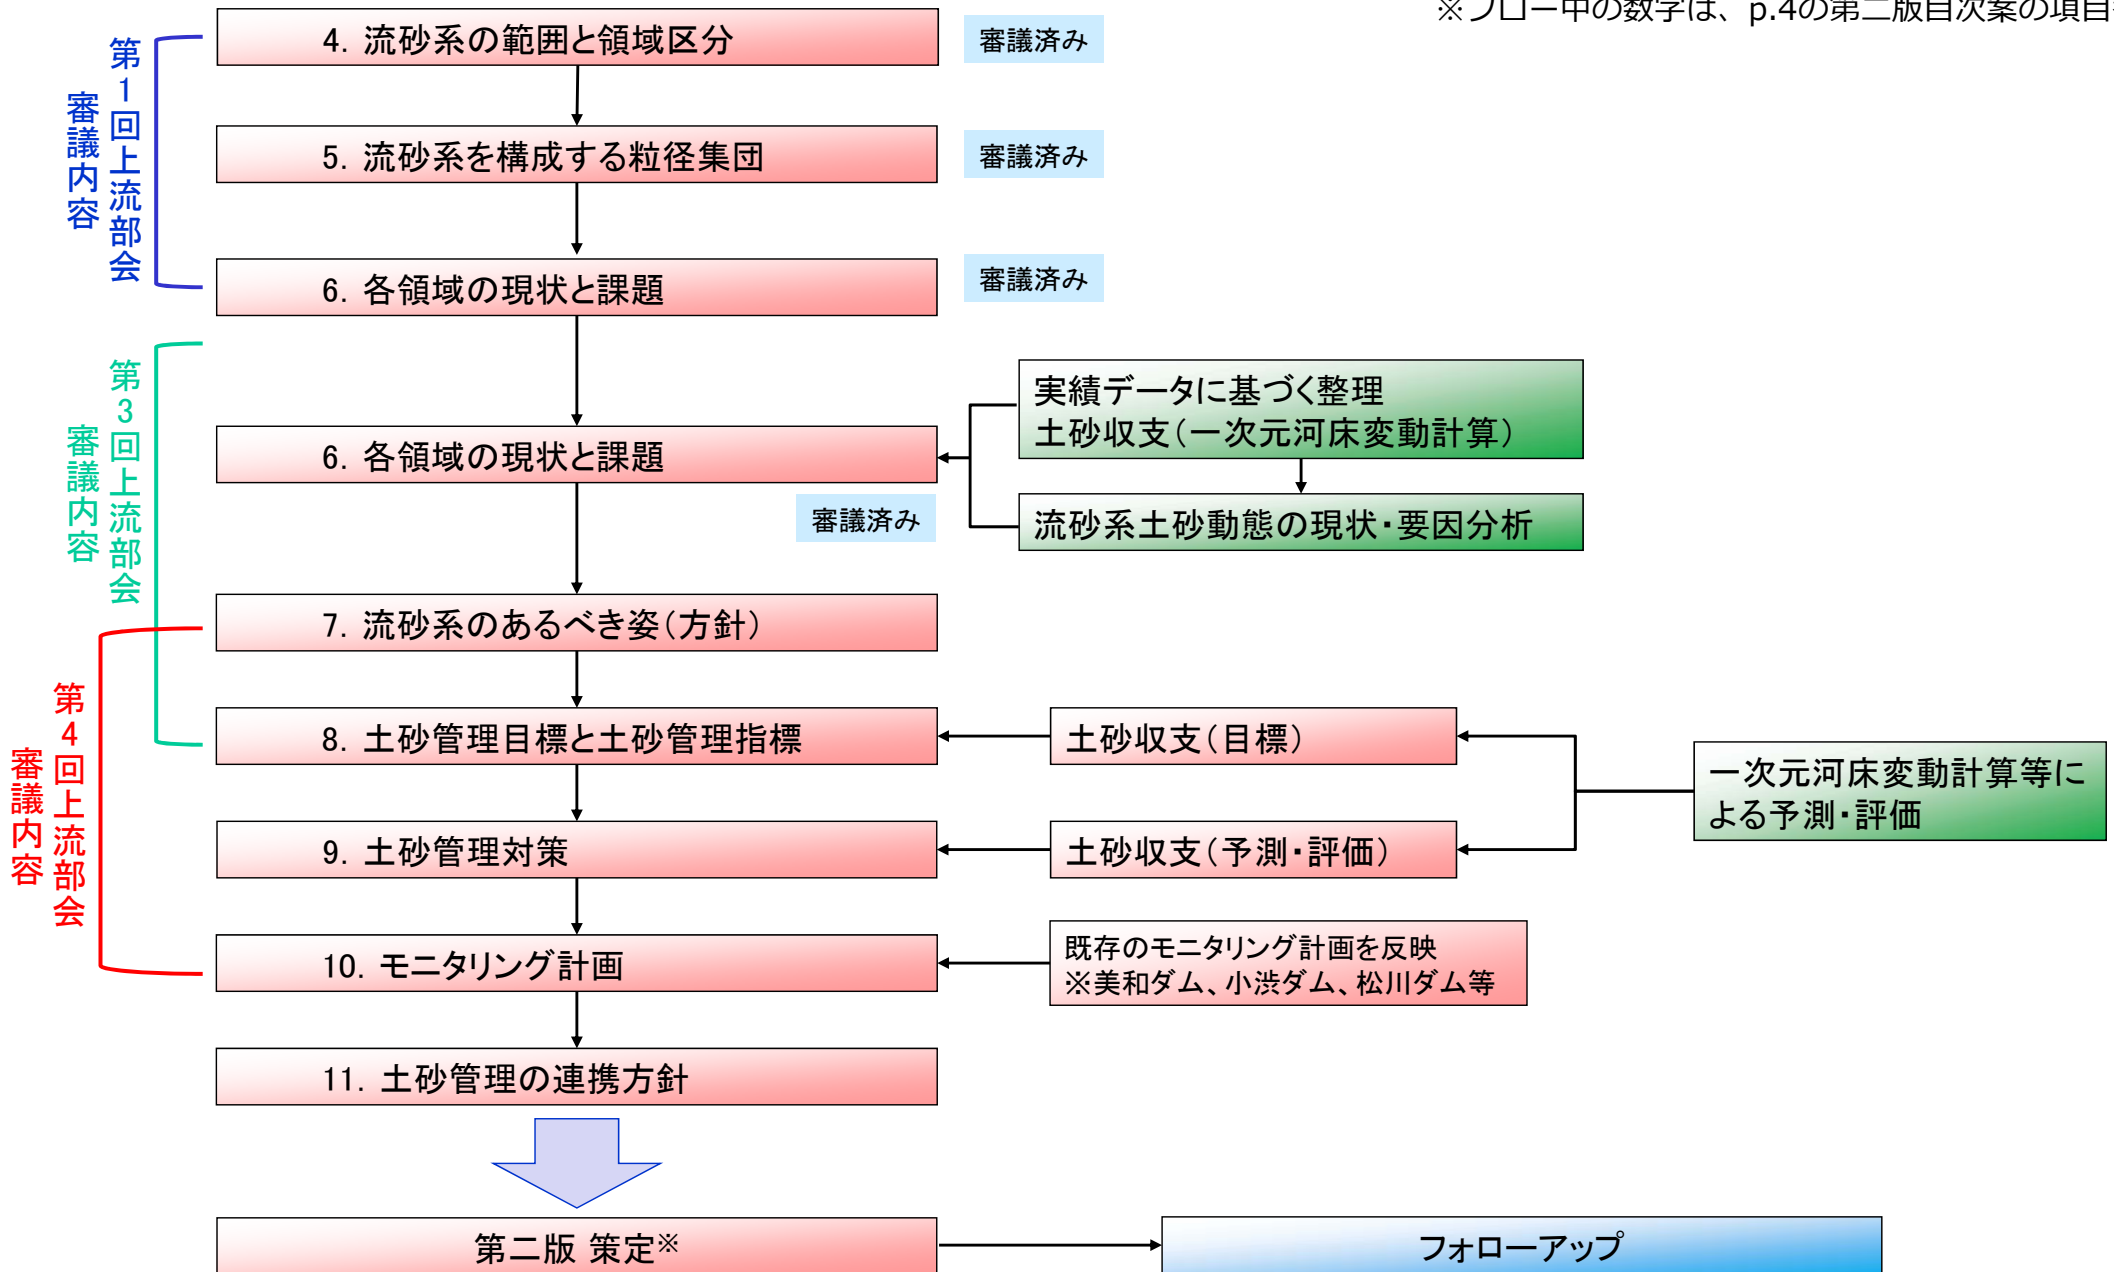 ※フロー中の数字は、p.4の第二版目次案の項目
4. 流砂系の範囲と領域区分
審議済み
5. 流砂系を構成する粒径集団
審議済み
6. 各領域の現状と課題
審議済み
第1回上流部会
審議内容
6. 各領域の現状と課題
審議済み
実績データに基づく整理
土砂収支（一次元河床変動計算）
流砂系土砂動態の現状・要因分析
第3回上流部会
審議内容
7. 流砂系のあるべき姿（方針）
8. 土砂管理目標と土砂管理指標
土砂収支（目標）
9. 土砂管理対策
土砂収支（予測・評価）
一次元河床変動計算等に
よる予測・評価
10. モニタリング計画
既存のモニタリング計画を反映
※美和ダム、小渋ダム、松川ダム等
第4回上流部会
審議内容
11. 土砂管理の連携方針
第二版 策定※
フォローアップ